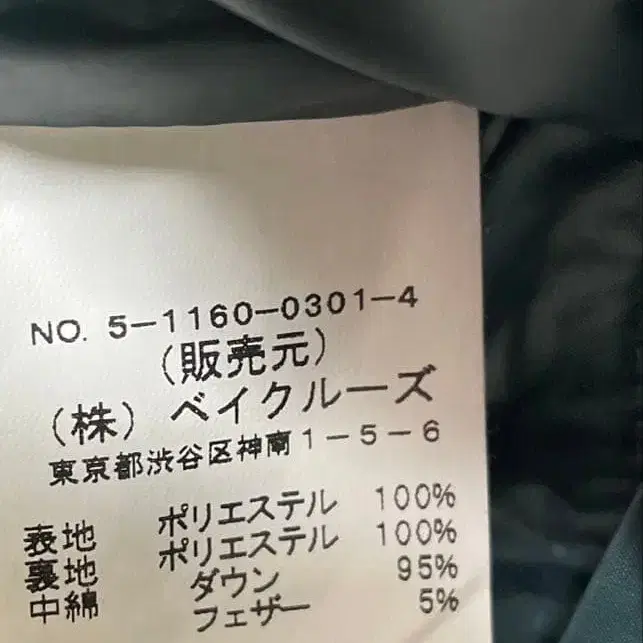 NO. 5-1160-0301-4
(販売元)
(株) ベイクルーズ
東京都渋谷区神南1-5-6
表地 ポリエステル 100%
裏地 ポリエステル 100%
中綿 ダウン 95%
フェザー 5%